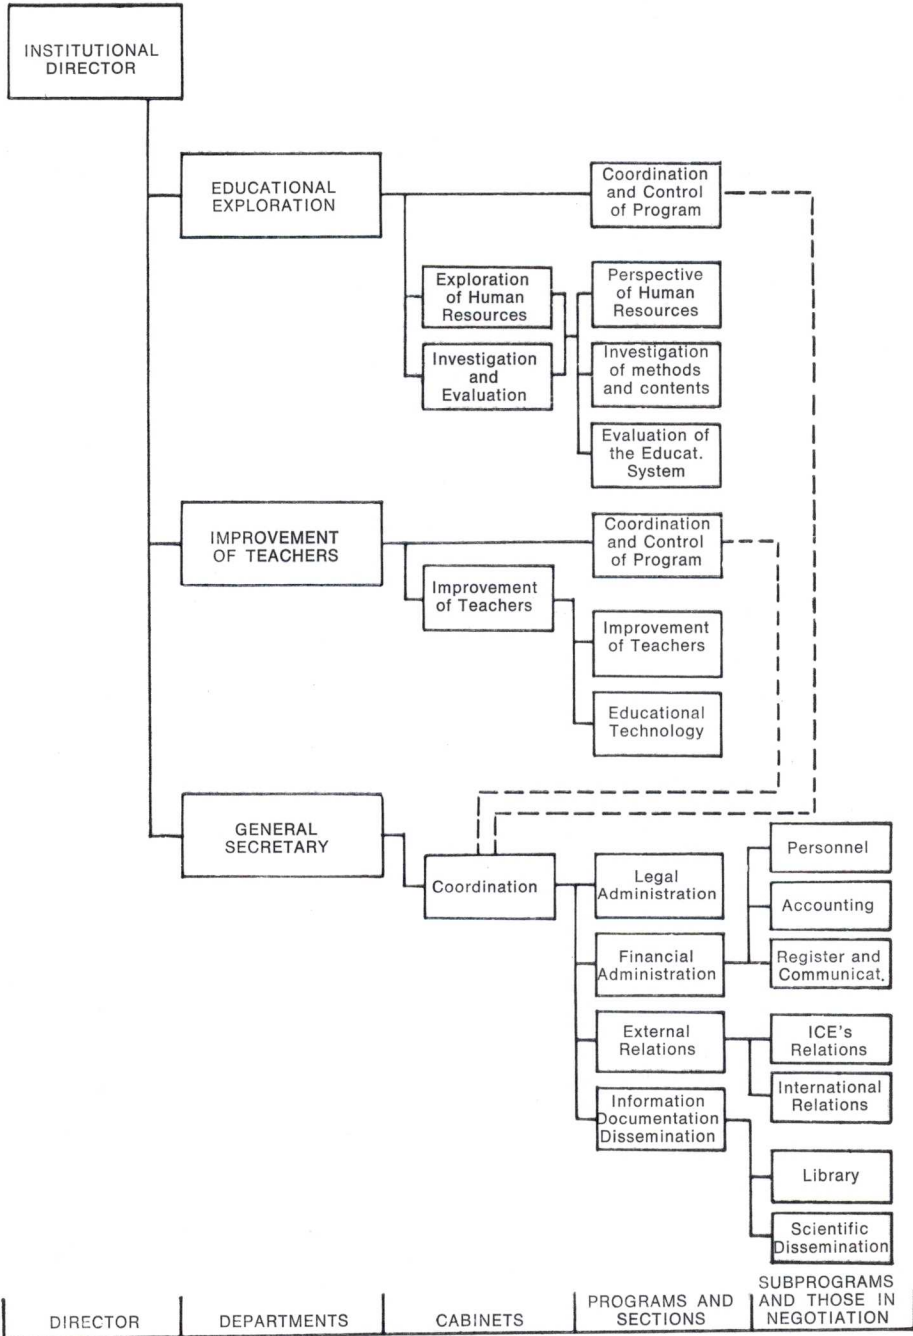 INSTITUTIONAL
DIRECTOR
EDUCATIONAL
EXPLORATION
Coordination
and Control
of Program
Exploration
of Human
Resources
Perspective
of Human
Resources
Investigation
and
Evaluation
Investigation
of methods
and contents
Evaluation of
the Educat.
System
IMPROVEMENT
OF TEACHERS
Coordination
and Control
of Program
Improvement
of Teachers
Improvement
of Teachers
Educational
Technology
GENERAL
SECRETARY
Coordination
Legal
Administration
Financial
Administration
External
Relations
Information
Documentation
Dissemination
Personnel
Accounting
Register and
Communicat.
ICE's
Relations
International
Relations
Library
Scientific
Dissemination
DIRECTOR
DEPARTMENTS
CABINETS
PROGRAMS AND
SECTIONS
SUBPROGRAMS
AND THOSE IN
NEGOTIATION